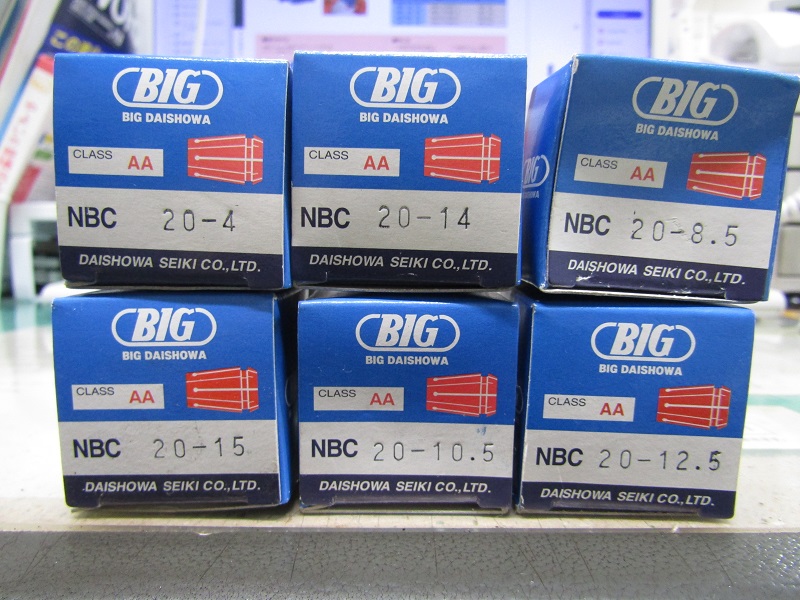 BIG
BIG DAISHOWA
CLASS AA
NBC 20-4
DAISHOWA SEIKI CO.,LTD.
BIG
BIG DAISHOWA
CLASS AA
NBC 20-14
DAISHOWA SEIKI CO.,LTD.
BIG
BIG DAISHOWA
CLASS AA
NBC 20-8.5
DAISHOWA SEIKI CO.,LTD.
BIG
BIG DAISHOWA
CLASS AA
NBC 20-15
DAISHOWA SEIKI CO.,LTD.
BIG
BIG DAISHOWA
CLASS AA
NBC 20-10.5
DAISHOWA SEIKI CO.,LTD.
BIG
BIG DAISHOWA
CLASS AA
NBC 20-12.5
DAISHOWA SEIKI CO.,LTD.